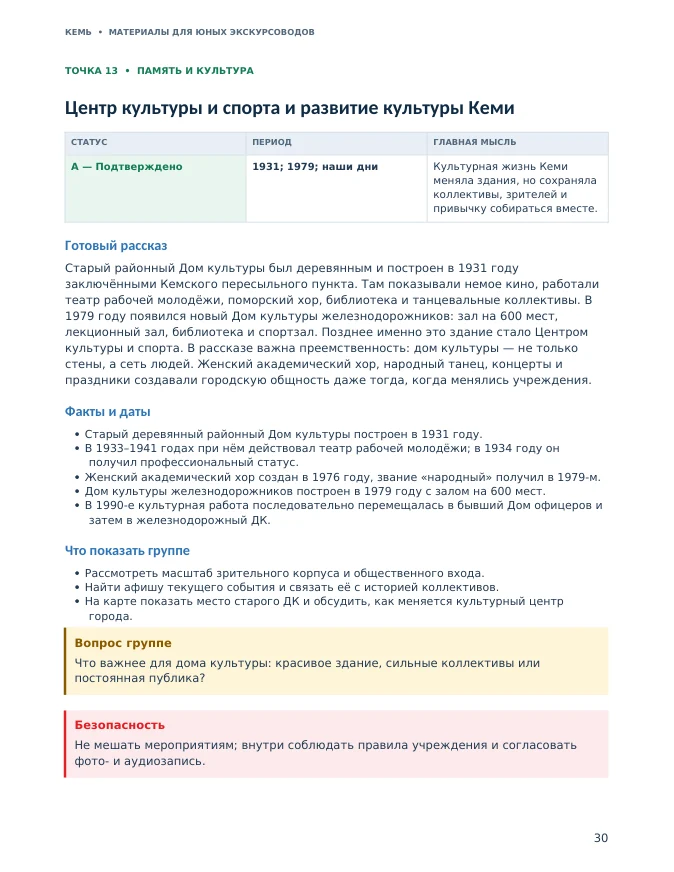 КЕМЬ • МАТЕРИАЛЫ ДЛЯ ЮНЫХ ЭКСКУРСОВОДОВ
ТОЧКА 13 • ПАМЯТЬ И КУЛЬТУРА
Центр культуры и спорта и развитие культуры Кеми
СТАТУС ПЕРИОД ГЛАВНАЯ МЫСЛЬ
А — Подтверждено 1931; 1979; наши дни Культурная жизнь Кеми
меняла здания, но сохраняла
коллективы, зрителей и
привычку собираться вместе.
Готовый рассказ
Старый районный Дом культуры был деревянным и построен в 1931 году
заключёнными Кемского пересыльного пункта. Там показывали немое кино, работали
театр рабочей молодёжи, поморский хор, библиотека и танцевальные коллективы. В
1979 году появился новый Дом культуры железнодорожников: зал на 600 мест,
лекционный зал, библиотека и спортзал. Позднее именно это здание стало Центром
культуры и спорта. В рассказе важна преемственность: дом культуры — не только
стены, а сеть людей. Женский академический хор, народный танец, концерты и
праздники создавали городскую общность даже тогда, когда менялись учреждения.
Факты и даты
• Старый деревянный районный Дом культуры построен в 1931 году.
• В 1933–1941 годах при нём действовал театр рабочей молодёжи; в 1934 году он
получил профессиональный статус.
• Женский академический хор создан в 1976 году, звание «народный» получил в 1979-м.
• Дом культуры железнодорожников построен в 1979 году с залом на 600 мест.
• В 1990-е культурная работа последовательно перемещалась в бывший Дом офицеров и
затем в железнодорожный ДК.
Что показать группе
• Рассмотреть масштаб зрительного корпуса и общественного входа.
• Найти афишу текущего события и связать её с историей коллективов.
• На карте показать место старого ДК и обсудить, как меняется культурный центр
города.
Вопрос группе
Что важнее для дома культуры: красивое здание, сильные коллективы или
постоянная публика?
Безопасность
Не мешать мероприятиям; внутри соблюдать правила учреждения и согласовать
фото- и аудиозапись.
30